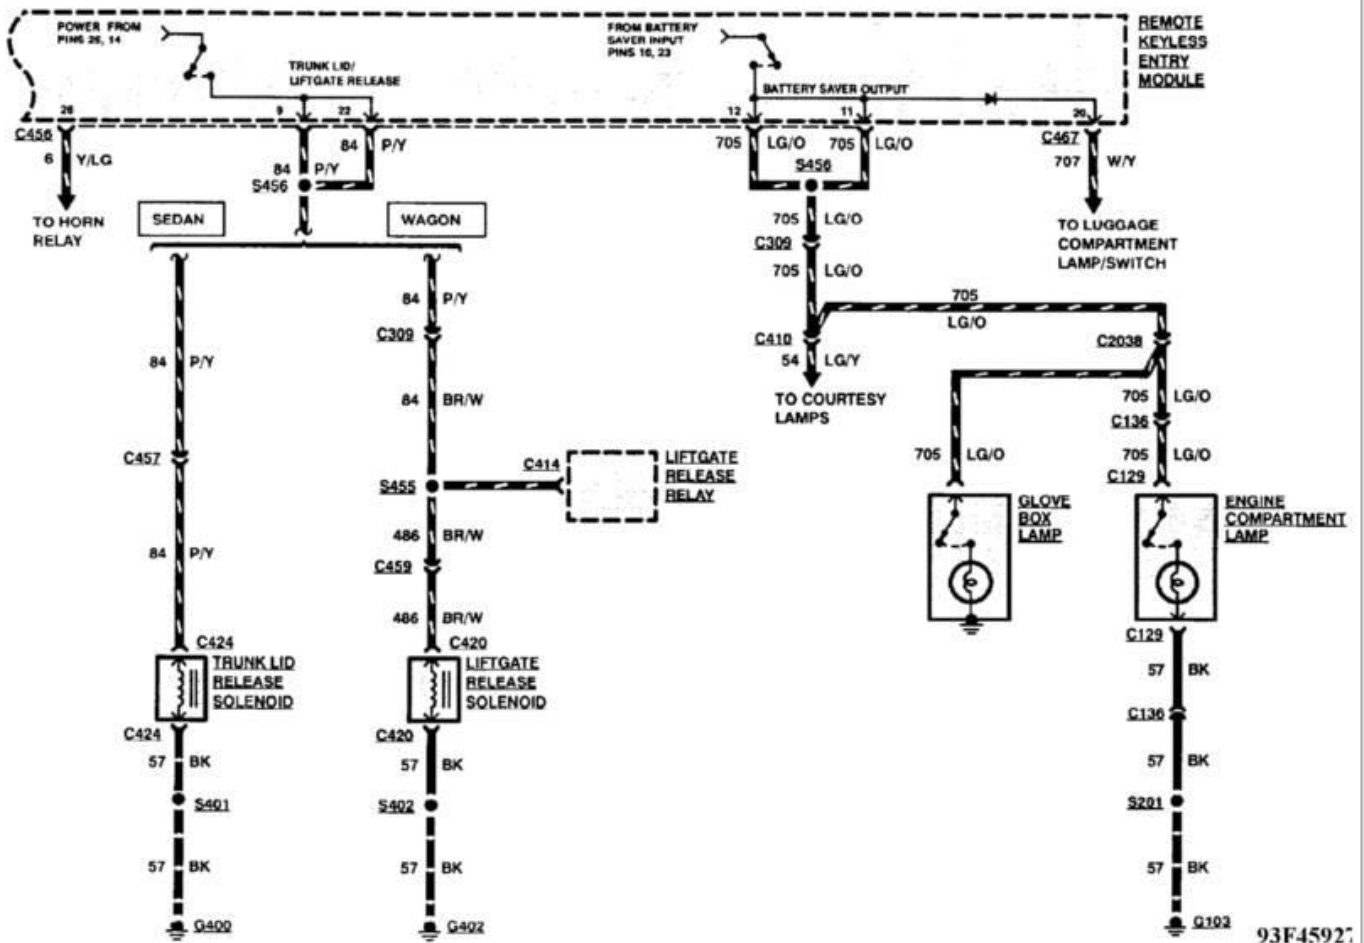 POWER FROM
PINS 25, 14
TRUNK LID/
LIFTGATE RELEASE
FROM BATTERY
SAVER INPUT
PINS 10, 23
BATTERY SAVER OUTPUT
REMOTE
KEYLESS
ENTRY
MODULE
26
9
22
12
11
20
C456
C467
6 Y/LG
84 P/Y
84 P/Y
705 LG/O
705 LG/O
707 W/Y
S456
S456
TO HORN
RELAY
SEDAN
WAGON
705 LG/O
C309
705 LG/O
TO LUGGAGE
COMPARTMENT
LAMP/SWITCH
84 P/Y
C309
705
LG/O
C410
54 LG/Y
C2038
84 P/Y
84 BR/W
TO COURTESY
LAMPS
705 LG/O
C136
C457
C414
LIFTGATE
RELEASE
RELAY
705 LG/O
705 LG/O
C129
S455
GLOVE
BOX
LAMP
ENGINE
COMPARTMENT
LAMP
84 P/Y
486 BR/W
C459
486 BR/W
C424
TRUNK LID
RELEASE
SOLENOID
C420
LIFTGATE
RELEASE
SOLENOID
C129
57 BK
C136
C424
57 BK
C420
57 BK
57 BK
S401
S402
S201
57 BK
57 BK
57 BK
G400
G402
G103